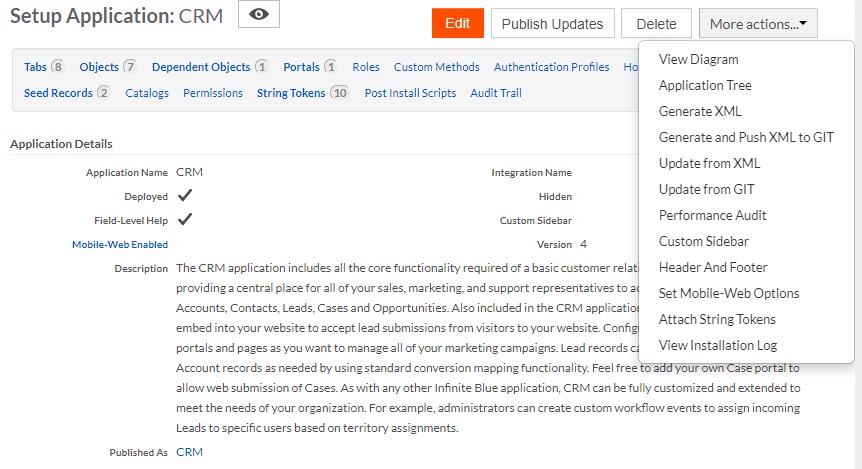 Setup Application: CRM
Edit
Publish Updates
Delete
More actions...
Tabs 8 Objects 7 Dependent Objects 1 Portals 1 Roles Custom Methods Authentication Profiles
Seed Records 2 Catalogs Permissions String Tokens 10 Post Install Scripts Audit Trail
View Diagram
Application Tree
Generate XML
Generate and Push XML to GIT
Update from XML
Update from GIT
Performance Audit
Custom Sidebar
Header And Footer
Set Mobile-Web Options
Attach String Tokens
View Installation Log
Application Details
Application Name CRM Integration Name
Deployed Hidden
Field-Level Help Custom Sidebar
Mobile-Web Enabled Version 4
Description The CRM application includes all the core functionality required of a basic customer
providing a central place for all of your sales, marketing, and support representatives to
Accounts, Contacts, Leads, Cases and Opportunities. Also included in the CRM application
embed into your website to accept lead submissions from visitors to your website.
portals and pages as you want to manage all of your marketing campaigns. Lead records
Account records as needed by using standard conversion mapping functionality. Feel free to add your own Case portal to
allow web submission of Cases. As with any other Infinite Blue application, CRM can be fully customized and extended to
meet the needs of your organization. For example, administrators can create custom workflow events to assign incoming
Leads to specific users based on territory assignments.
Published As CRM